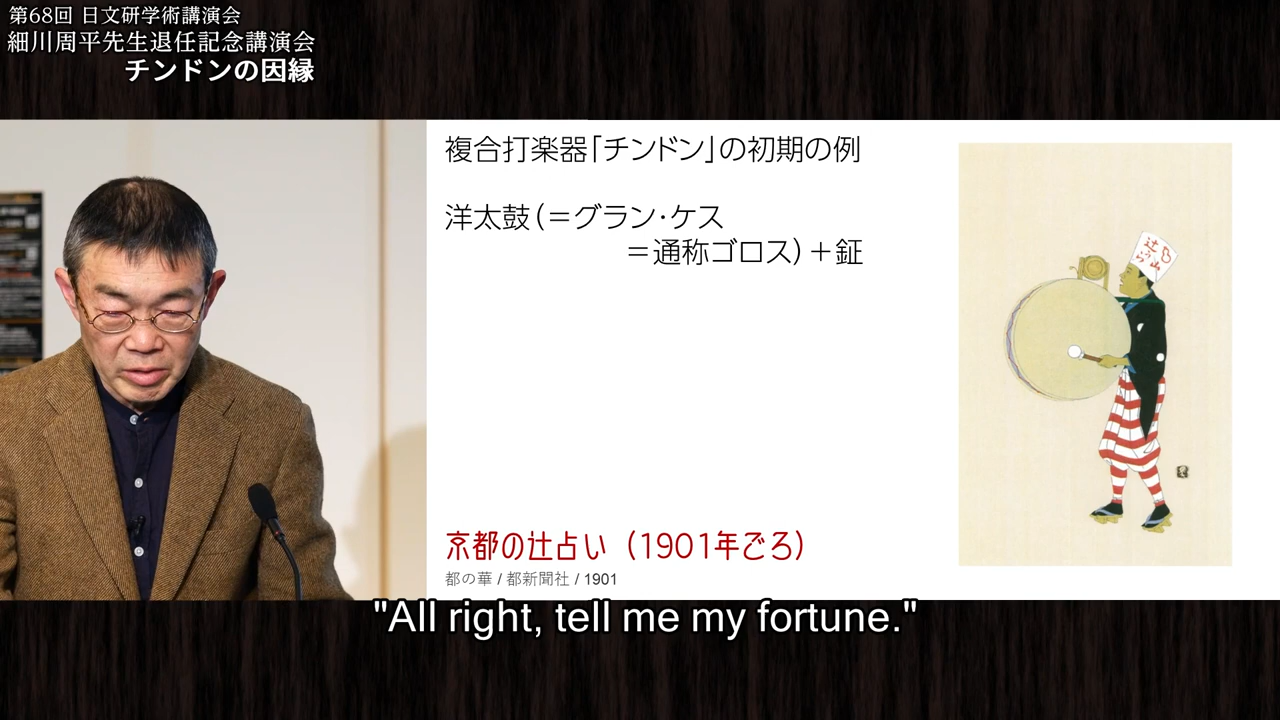 第68回 日文研学術講演会
細川周平先生退任記念講演会
チンドンの因縁
複合打楽器「チンドン」の初期の例
洋太鼓(=グラン・ケス
=通称ゴロス)+鉦
辻うら
山
京都の辻占い (1901年ごろ)
都の華 / 都新聞社 / 1901
"All right, tell me my fortune."